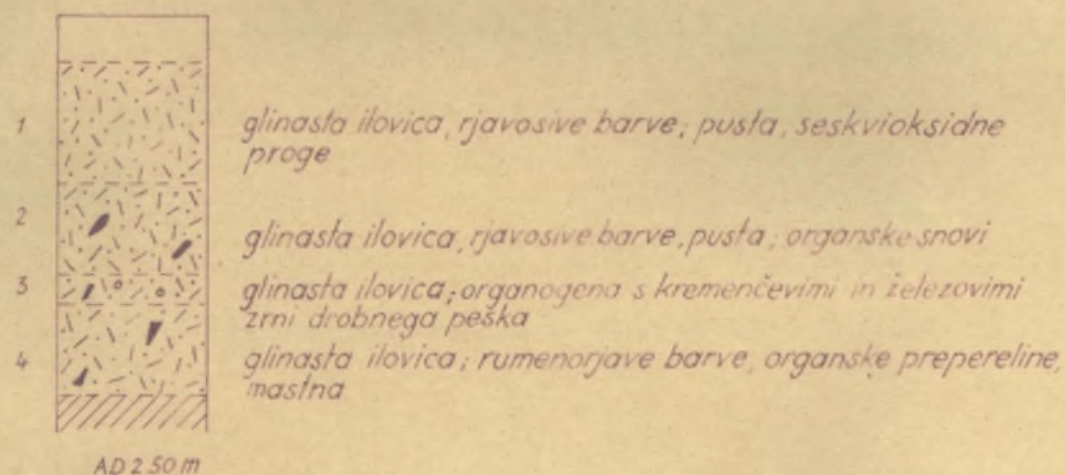 1 glinasta ilovica, rjavosive barve; pusta, seskvioksidne
proge
2 glinasta ilovica, rjavosive barve, pusta; organske snovi
3 glinasta ilovica; organogena s kremenčevimi in železovimi
zrni drobnega peška
4 glinasta ilovica; rumenorjave barve, organske prepereline,
mastna
AD 2.50 m